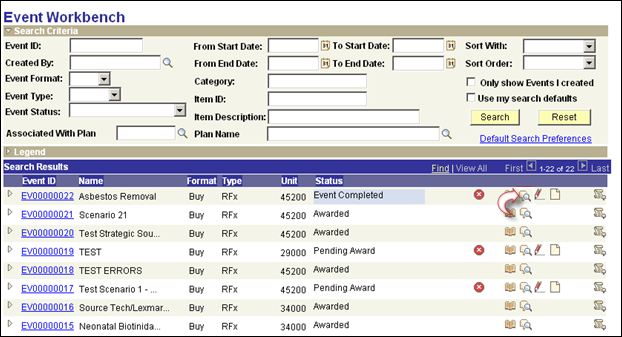 Event Workbench
Search Criteria
Event ID: From Start Date: To Start Date: Sort With:
Created By: From End Date: To End Date: Sort Order:
Event Format: Category: Only show Events I created
Event Type: Item ID: Use my search defaults
Event Status: Item Description: Search Reset
Associated With Plan Plan Name Default Search Preferences
Legend
Search Results Find | View All First 1-22 of 22 Last
Event ID Name Format Type Unit Status
EV00000022 Asbestos Removal Buy RFx 45200 Event Completed
EV00000021 Scenario 21 Buy RFx 45200 Awarded
EV00000020 Test Strategic Sou... Buy RFx 45200 Awarded
EV00000019 TEST Buy RFx 29000 Pending Award
EV00000018 TEST ERRORS Buy RFx 45200 Awarded
EV00000017 Test Scenario 1 - ... Buy RFx 45200 Pending Award
EV00000016 Source Tech/Lexmar... Buy RFx 34000 Awarded
EV00000015 Neonatal Biotinida... Buy RFx 34000 Awarded